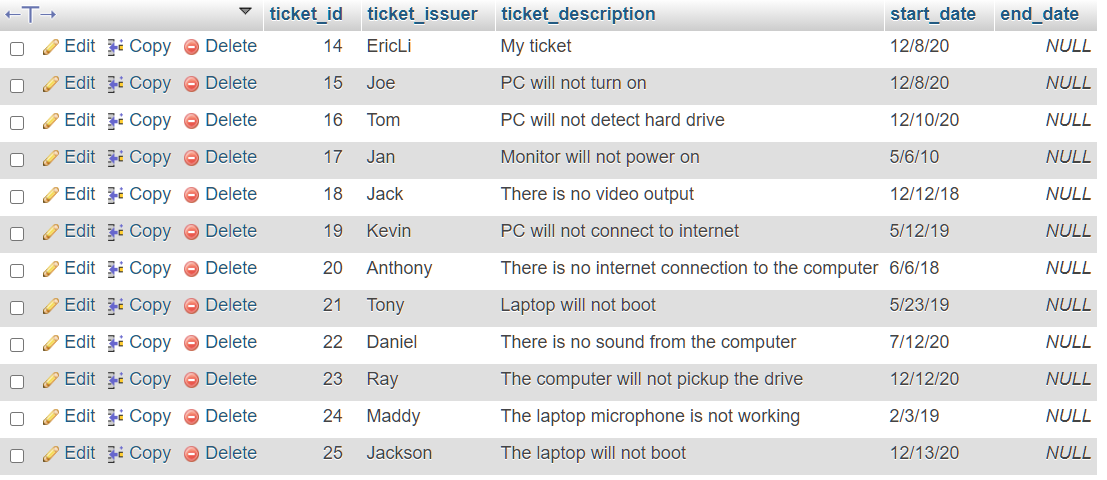 ticket_id ticket_issuer ticket_description start_date end_date
Edit Copy Delete 14 EricLi My ticket 12/8/20 NULL
Edit Copy Delete 15 Joe PC will not turn on 12/8/20 NULL
Edit Copy Delete 16 Tom PC will not detect hard drive 12/10/20 NULL
Edit Copy Delete 17 Jan Monitor will not power on 5/6/10 NULL
Edit Copy Delete 18 Jack There is no video output 12/12/18 NULL
Edit Copy Delete 19 Kevin PC will not connect to internet 5/12/19 NULL
Edit Copy Delete 20 Anthony There is no internet connection to the computer 6/6/18 NULL
Edit Copy Delete 21 Tony Laptop will not boot 5/23/19 NULL
Edit Copy Delete 22 Daniel There is no sound from the computer 7/12/20 NULL
Edit Copy Delete 23 Ray The computer will not pickup the drive 12/12/20 NULL
Edit Copy Delete 24 Maddy The laptop microphone is not working 2/3/19 NULL
Edit Copy Delete 25 Jackson The laptop will not boot 12/13/20 NULL